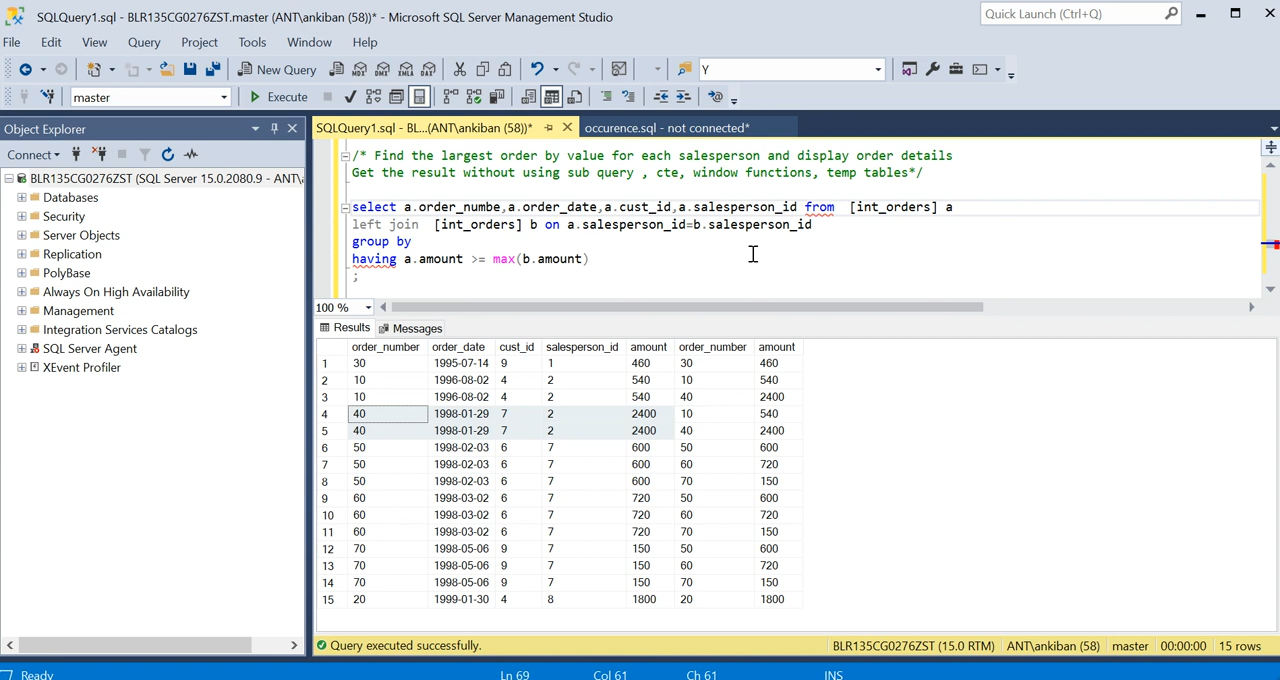 SQLQuery1.sql - BLR135CG0276ZST.master (ANT\ankiban (58))* - Microsoft SQL Server Management Studio
Quick Launch (Ctrl+Q)
File Edit View Query Project Tools Window Help
New Query
MDX DMX XMLA DAX
Y
master
Execute
Object Explorer
SQLQuery1.sql - BL...(ANT\ankiban (58))*
occurence.sql - not connected*
Connect
BLR135CG0276ZST (SQL Server 15.0.2080.9 - ANT\
Databases
Security
Server Objects
Replication
PolyBase
Always On High Availability
Management
Integration Services Catalogs
SQL Server Agent
XEvent Profiler
/* Find the largest order by value for each salesperson and display order details
Get the result without using sub query , cte, window functions, temp tables*/
select a.order_numbe,a.order_date,a.cust_id,a.salesperson_id from [int_orders] a
left join [int_orders] b on a.salesperson_id=b.salesperson_id
group by
having a.amount >= max(b.amount)
;
100 %
Results Messages
order_number order_date cust_id salesperson_id amount order_number amount
1 30 1995-07-14 9 1 460 30 460
2 10 1996-08-02 4 2 540 10 540
3 10 1996-08-02 4 2 540 40 2400
4 40 1998-01-29 7 2 2400 10 540
5 40 1998-01-29 7 2 2400 40 2400
6 50 1998-02-03 6 7 600 50 600
7 50 1998-02-03 6 7 600 60 720
8 50 1998-02-03 6 7 600 70 150
9 60 1998-03-02 6 7 720 50 600
10 60 1998-03-02 6 7 720 60 720
11 60 1998-03-02 6 7 720 70 150
12 70 1998-05-06 9 7 150 50 600
13 70 1998-05-06 9 7 150 60 720
14 70 1998-05-06 9 7 150 70 150
15 20 1999-01-30 4 8 1800 20 1800
Query executed successfully.
BLR135CG0276ZST (15.0 RTM) ANT\ankiban (58) master 00:00:00 15 rows
Ready Ln 69 Col 61 Ch 61 INS